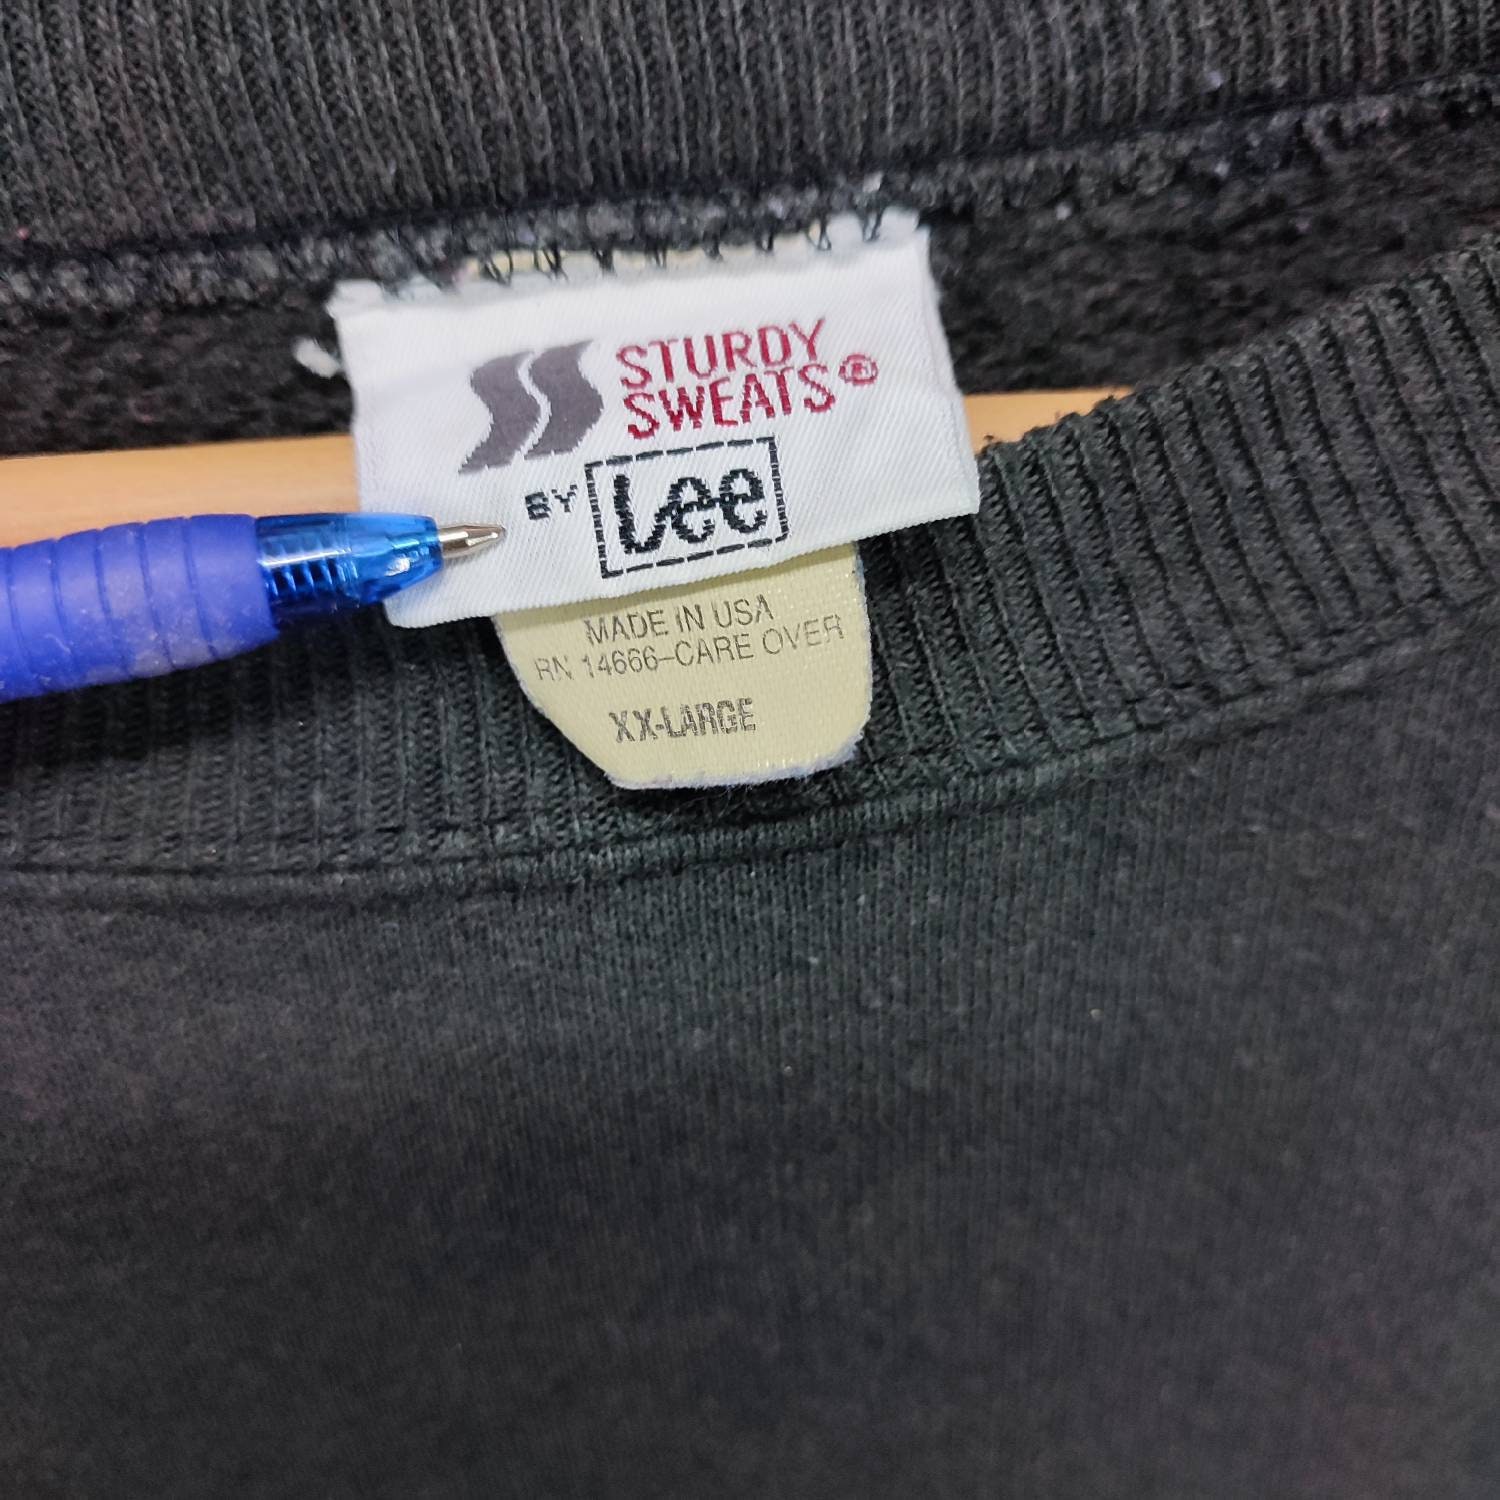 STURDY
SWEATS®
BY Lee
MADE IN USA
RN 14666-CARE OVER
XX-LARGE